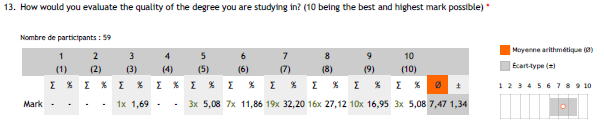 13. How would you evaluate the quality of the degree you are studying in? (10 being the best and highest mark possible) *
Nombre de participants : 59
1 2 3 4 5 6 7 8 9 10
(1) (2) (3) (4) (5) (6) (7) (8) (9) (10)
Σ % Σ % Σ % Σ % Σ % Σ % Σ % Σ % Σ % Σ % Ø ±
Mark - - - - 1x 1,69 - - 3x 5,08 7x 11,86 19x 32,20 16x 27,12 10x 16,95 3x 5,08 7,47 1,34
Moyenne arithmétique (Ø)
Écart-type (±)
1 2 3 4 5 6 7 8 9 10